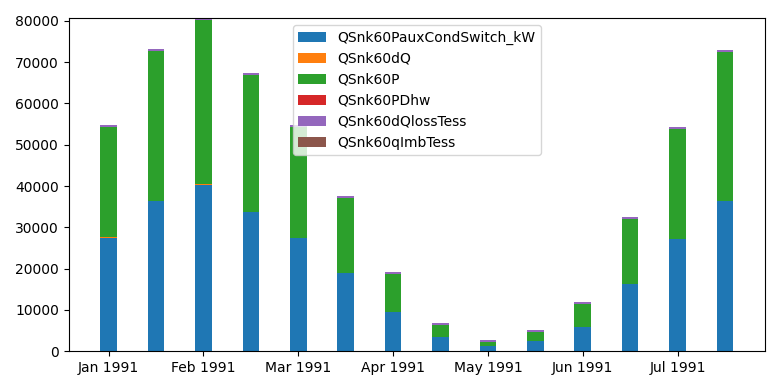 80000
70000
60000
50000
40000
30000
20000
10000
0
QSnk60PauxCondSwitch_kW
QSnk60dQ
QSnk60P
QSnk60PDhw
QSnk60dQlossTess
QSnk60qImbTess
Jan 1991 Feb 1991 Mar 1991 Apr 1991 May 1991 Jun 1991 Jul 1991